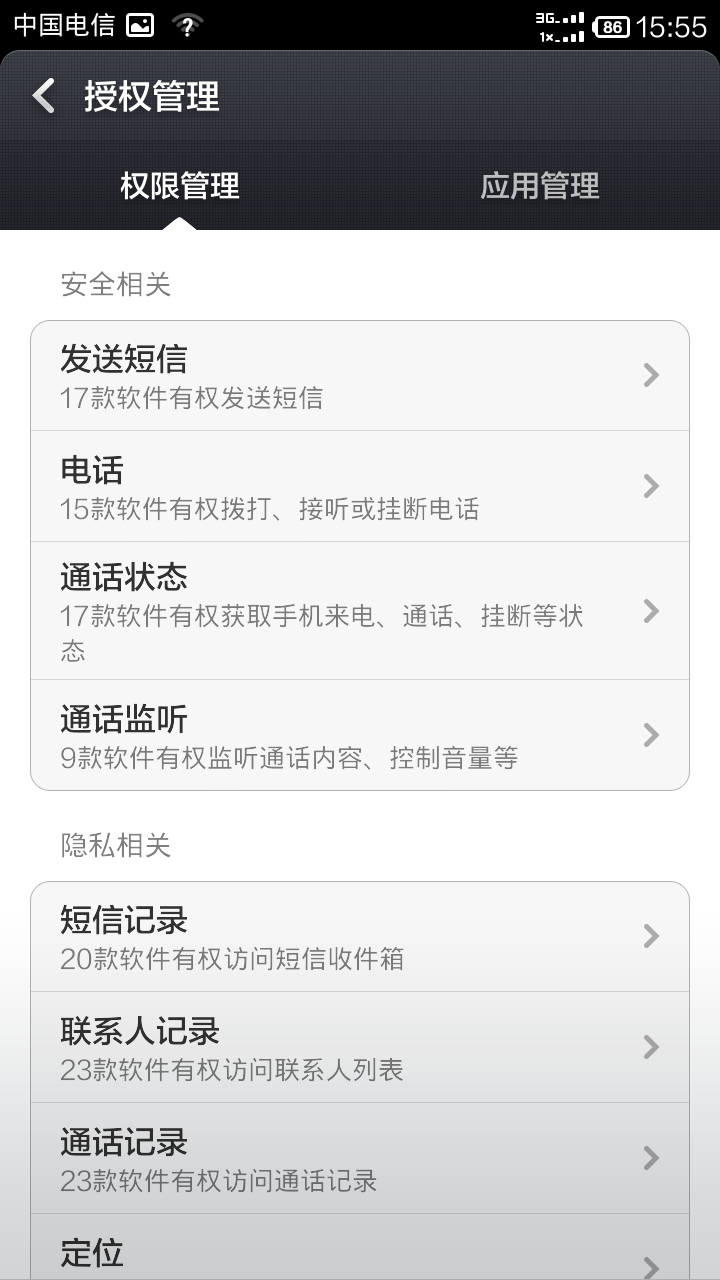 中国电信 3G 1× 86 15:55
授权管理
权限管理 应用管理
安全相关
发送短信
17款软件有权发送短信
电话
15款软件有权拨打、接听或挂断电话
通话状态
17款软件有权获取手机来电、通话、挂断等状
态
通话监听
9款软件有权监听通话内容、控制音量等
隐私相关
短信记录
20款软件有权访问短信收件箱
联系人记录
23款软件有权访问联系人列表
通话记录
23款软件有权访问通话记录
定位